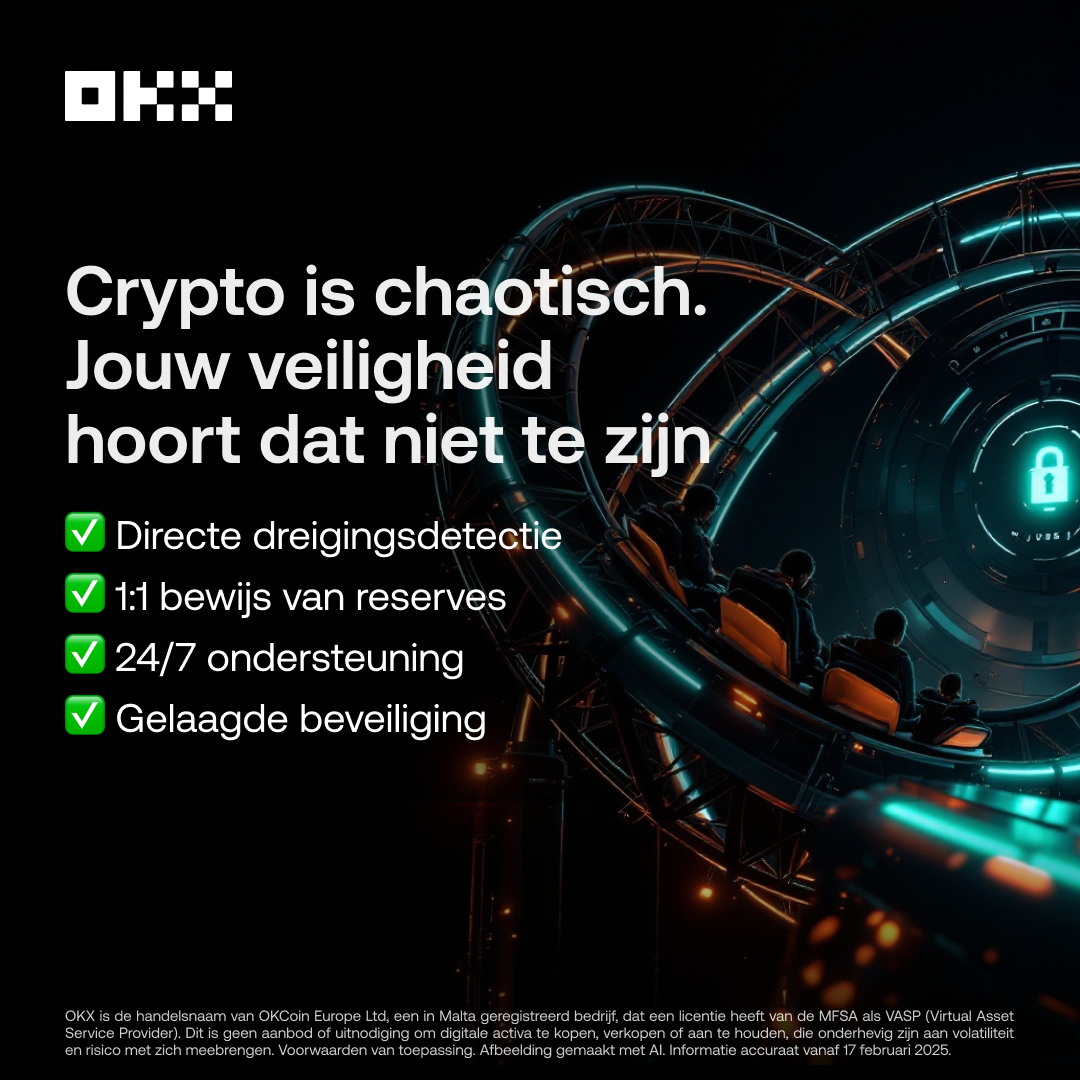 OKX
Crypto is chaotisch.
Jouw veiligheid
hoort dat niet te zijn
✅ Directe dreigingsdetectie
✅ 1:1 bewijs van reserves
✅ 24/7 ondersteuning
✅ Gelaagde beveiliging
OKX is de handelsnaam van OKCoin Europe Ltd, een in Malta geregistreerd bedrijf, dat een licentie heeft van de MFSA als VASP (Virtual Asset
Service Provider). Dit is geen aanbod of uitnodiging om digitale activa te kopen, verkopen of aan te houden, die onderhevig zijn aan volatiliteit
en risico met zich meebrengen. Voorwaarden van toepassing. Afbeelding gemaakt met AI. Informatie accuraat vanaf 17 februari 2025.